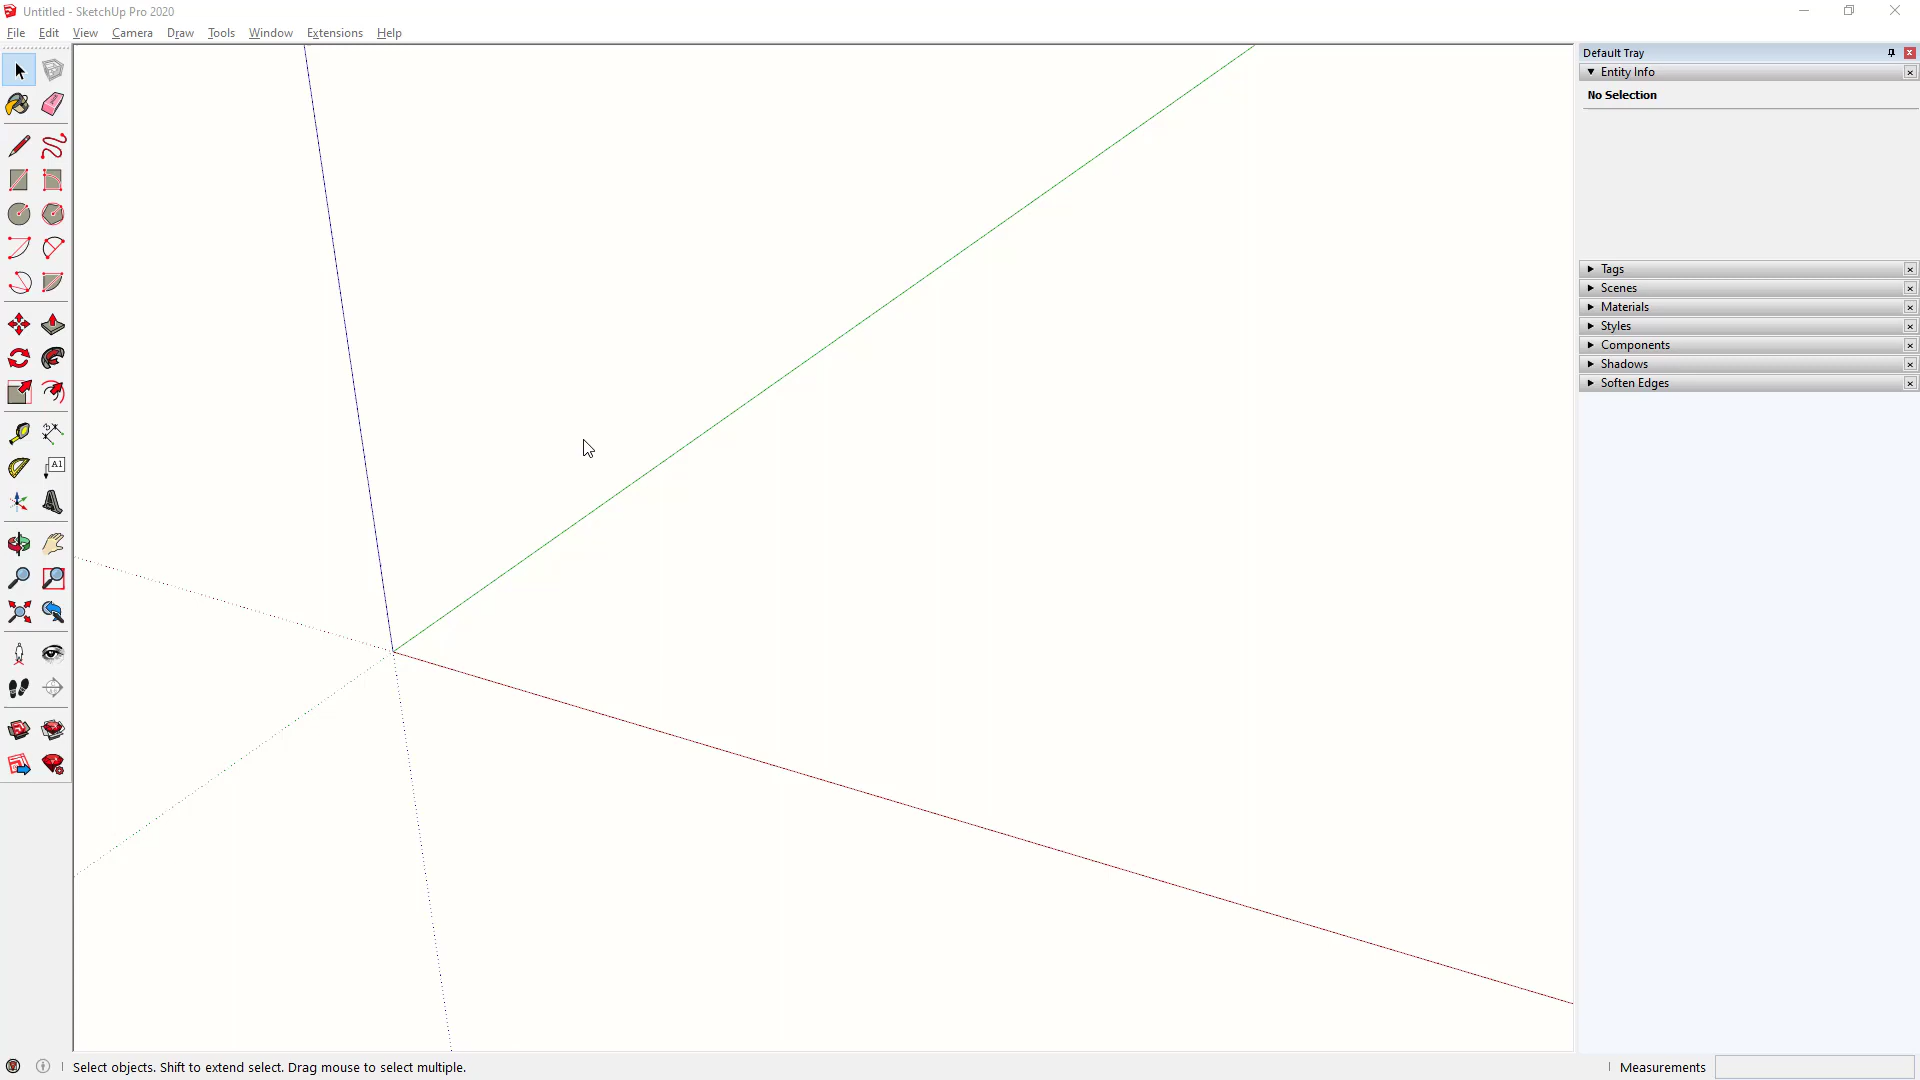 Untitled - SketchUp Pro 2020
File Edit View Camera Draw Tools Window Extensions Help
Default Tray
Entity Info
No Selection
Tags
Scenes
Materials
Styles
Components
Shadows
Soften Edges
A1
Select objects. Shift to extend select. Drag mouse to select multiple.
Measurements